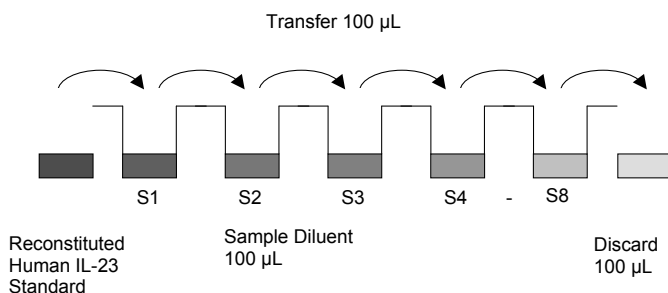 Transfer 100 µL
S1 S2 S3 S4 - S8
Reconstituted
Human IL-23
Standard
Sample Diluent
100 µL
Discard
100 µL